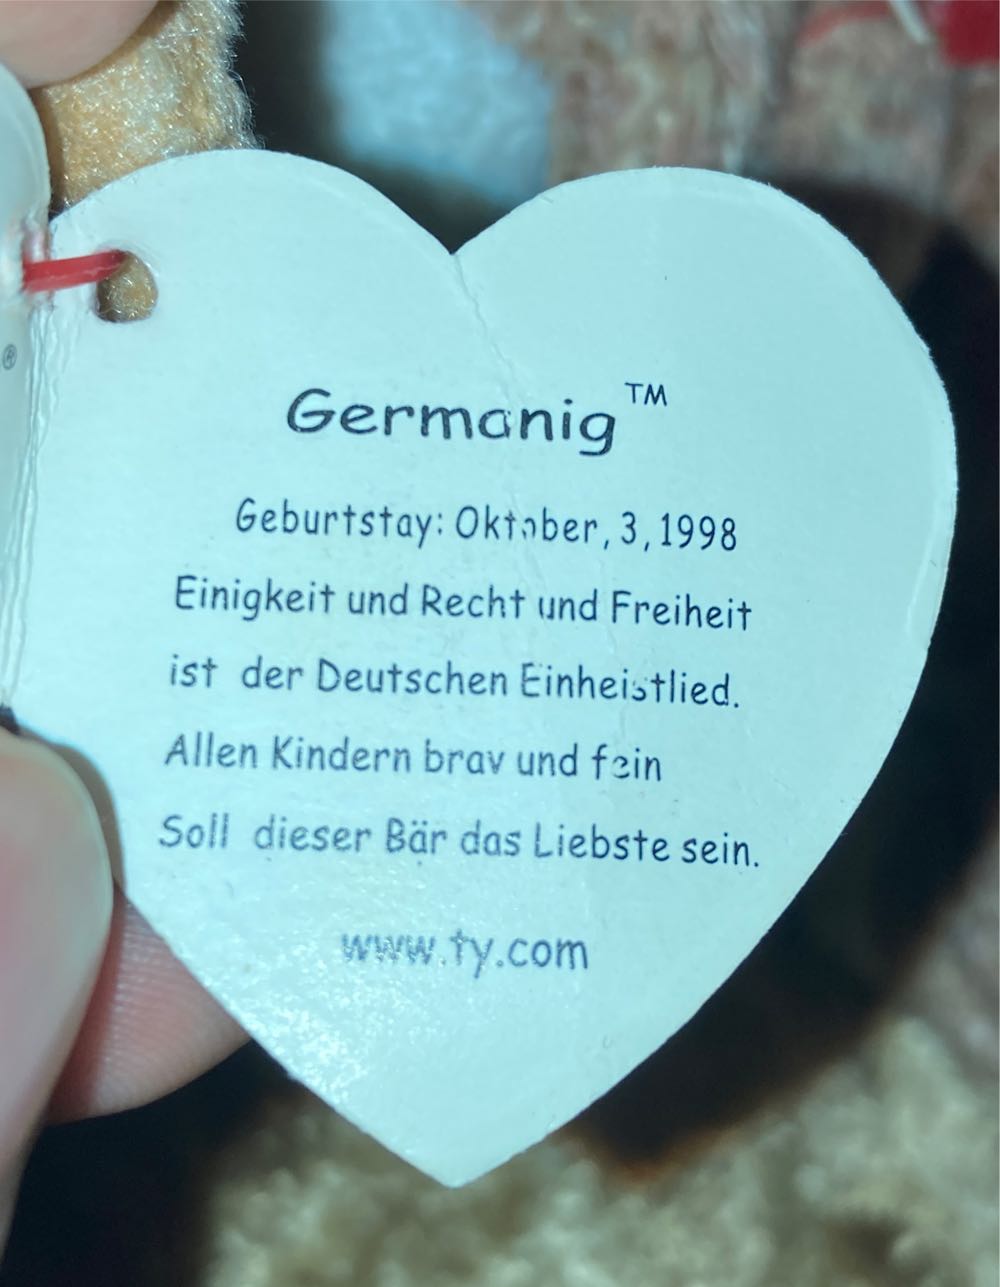 ®
Germanig™
Geburtstay: Oktober, 3, 1998
Einigkeit und Recht und Freiheit
ist der Deutschen Einheistlied.
Allen Kindern brav und fein
Soll dieser Bär das Liebste sein.
www.ty.com